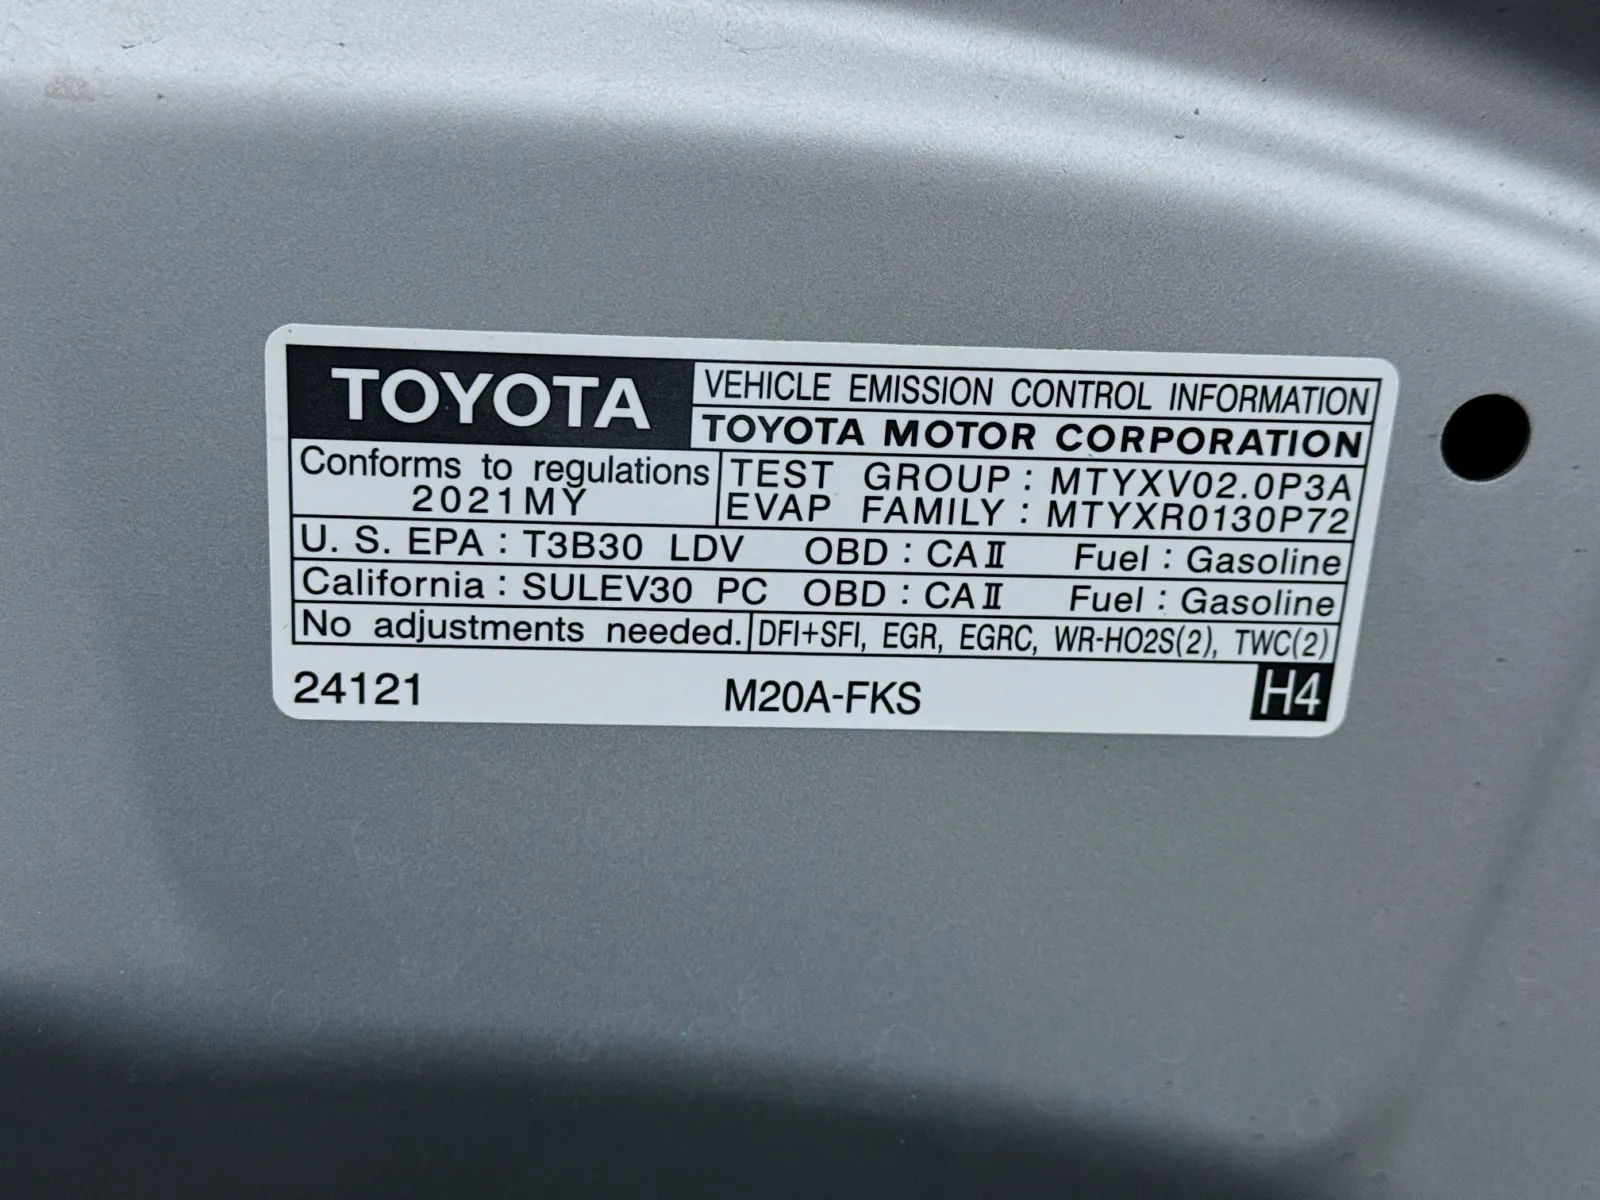 TOYOTA
VEHICLE EMISSION CONTROL INFORMATION
TOYOTA MOTOR CORPORATION
Conforms to regulations
2021MY
TEST GROUP : MTYXV02.0P3A
EVAP FAMILY : MTYXR0130P72
U. S. EPA : T3B30 LDV OBD : CAⅡ Fuel : Gasoline
California : SULEV30 PC OBD : CAⅡ Fuel : Gasoline
No adjustments needed. DFI+SFI, EGR, EGRC, WR-HO2S(2), TWC(2)
24121 M20A-FKS H4